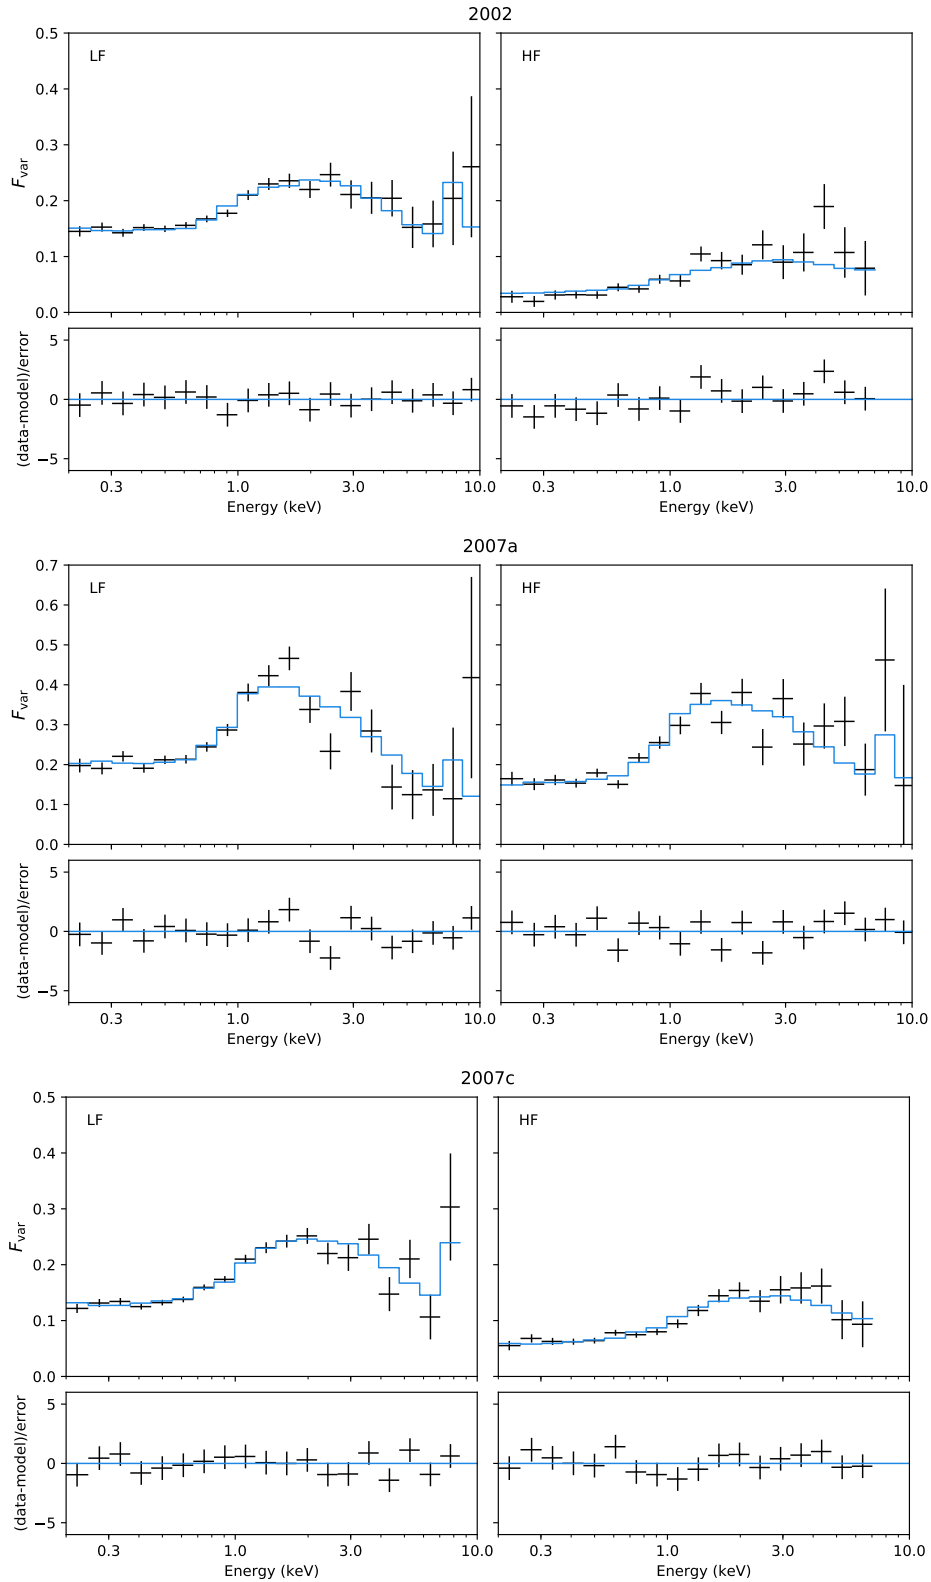 2002
LF
HF
0.5
0.4
0.3
0.2
0.1
0.0
Fvar
5
0
−5
(data-model)/error
0.3 1.0 3.0 10.0
0.3 1.0 3.0 10.0
Energy (keV)
Energy (keV)
2007a
LF
HF
0.7
0.6
0.5
0.4
0.3
0.2
0.1
0.0
Fvar
5
0
−5
(data-model)/error
0.3 1.0 3.0 10.0
0.3 1.0 3.0 10.0
Energy (keV)
Energy (keV)
2007c
LF
HF
0.5
0.4
0.3
0.2
0.1
0.0
Fvar
5
0
−5
(data-model)/error
0.3 1.0 3.0 10.0
0.3 1.0 3.0 10.0
Energy (keV)
Energy (keV)